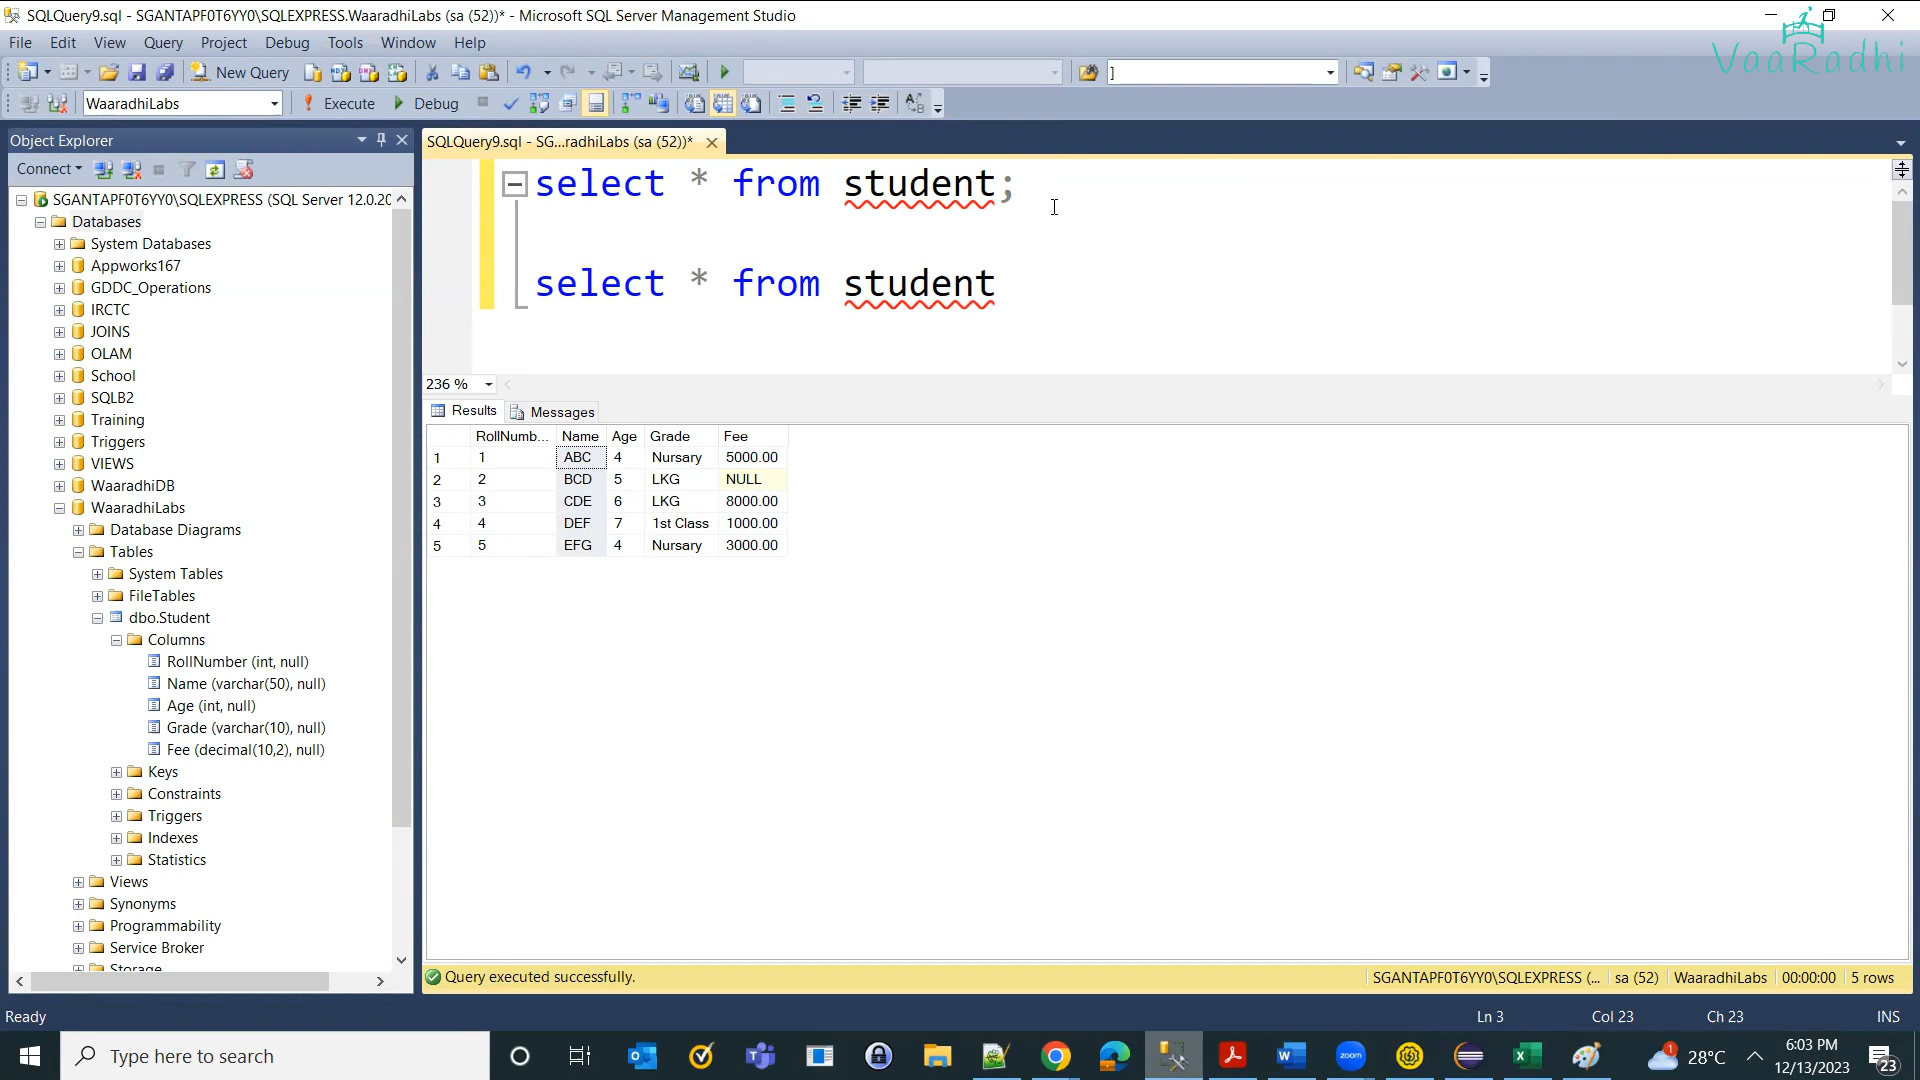 SQLQuery9.sql - SGANTAPF0T6YY0\SQLEXPRESS.WaaradhiLabs (sa (52))* - Microsoft SQL Server Management Studio
VaaRadhi
File Edit View Query Project Debug Tools Window Help
New Query ]
WaaradhiLabs Execute Debug
Object Explorer
SQLQuery9.sql - SG...radhiLabs (sa (52))*
Connect
SGANTAPF0T6YY0\SQLEXPRESS (SQL Server 12.0.20
Databases
System Databases
Appworks167
GDDC_Operations
IRCTC
JOINS
OLAM
School
SQLB2
Training
Triggers
VIEWS
WaaradhiDB
WaaradhiLabs
Database Diagrams
Tables
System Tables
FileTables
dbo.Student
Columns
RollNumber (int, null)
Name (varchar(50), null)
Age (int, null)
Grade (varchar(10), null)
Fee (decimal(10,2), null)
Keys
Constraints
Triggers
Indexes
Statistics
Views
Synonyms
Programmability
Service Broker
Storage
select * from student;
select * from student
236 %
Results Messages
RollNumb... Name Age Grade Fee
1 1 ABC 4 Nursary 5000.00
2 2 BCD 5 LKG NULL
3 3 CDE 6 LKG 8000.00
4 4 DEF 7 1st Class 1000.00
5 5 EFG 4 Nursary 3000.00
Query executed successfully. SGANTAPF0T6YY0\SQLEXPRESS (... sa (52) WaaradhiLabs 00:00:00 5 rows
Ready Ln 3 Col 23 Ch 23 INS
Type here to search
zoom
1 28°C
6:03 PM
12/13/2023
23